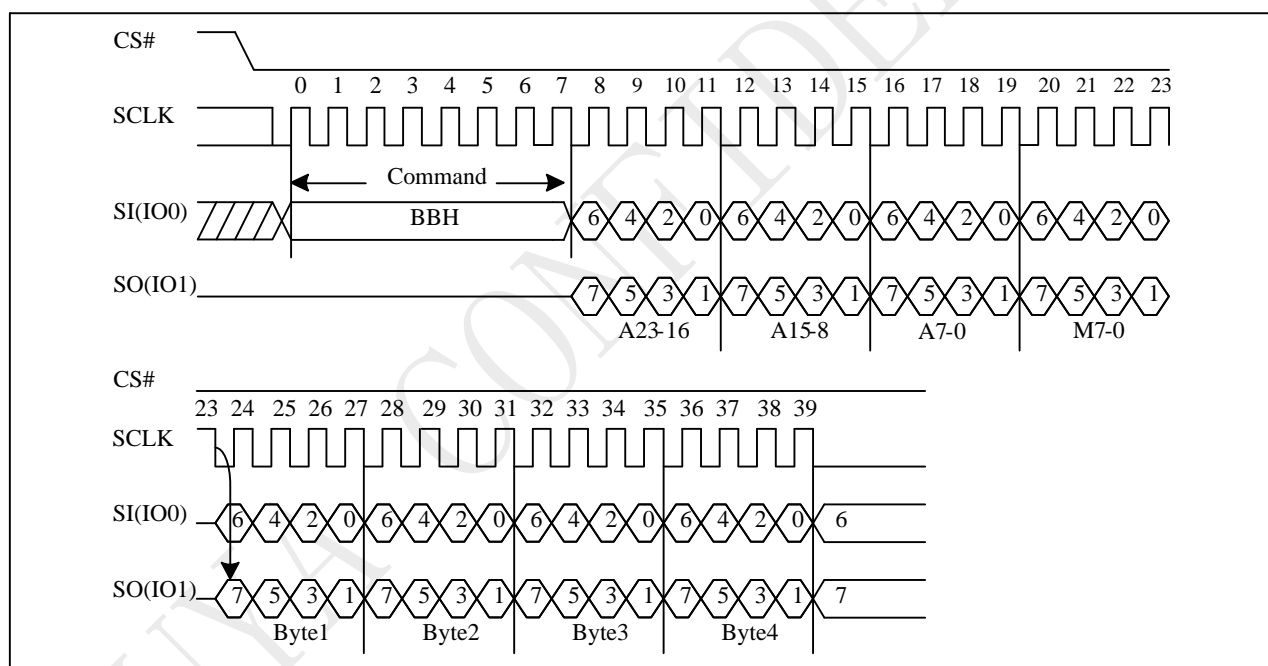 CS#
0 1 2 3 4 5 6 7 8 9 10 11 12 13 14 15 16 17 18 19 20 21 22 23
SCLK
Command
SI(IO0) BBH 6 4 2 0 6 4 2 0 6 4 2 0 6 4 2 0
SO(IO1) 7 5 3 1 7 5 3 1 7 5 3 1 7 5 3 1
A23-16 A15-8 A7-0 M7-0
CS#
23 24 25 26 27 28 29 30 31 32 33 34 35 36 37 38 39
SCLK
SI(IO0) 6 4 2 0 6 4 2 0 6 4 2 0 6 4 2 0 6
SO(IO1) 7 5 3 1 7 5 3 1 7 5 3 1 7 5 3 1 7
Byte1 Byte2 Byte3 Byte4